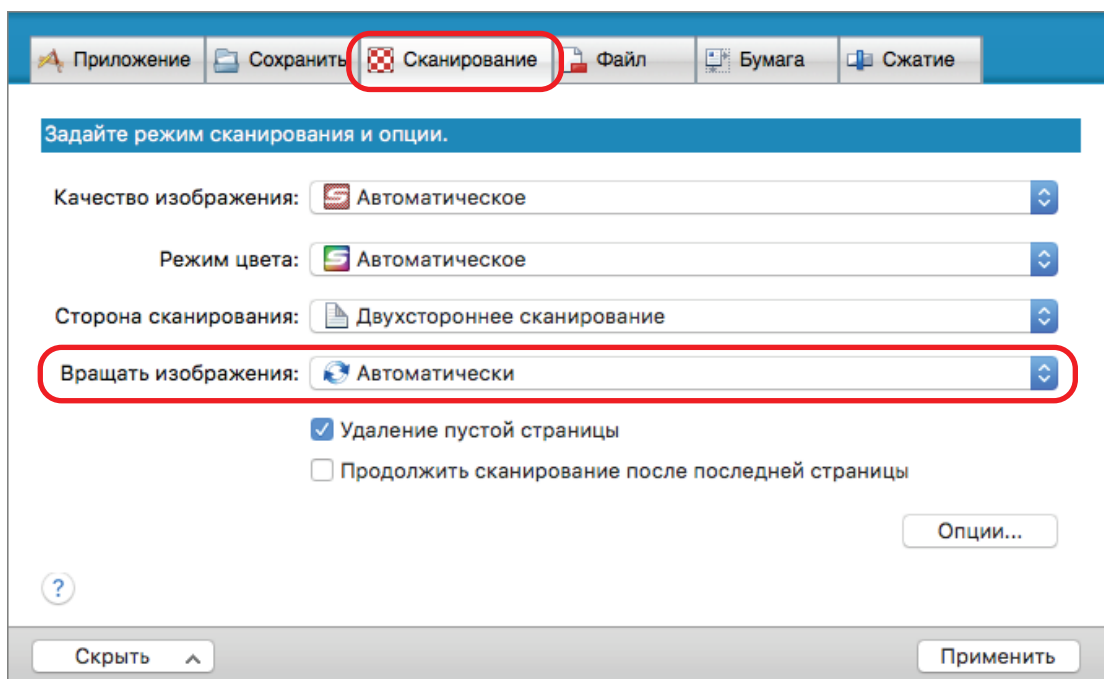 Приложение Сохранить Сканирование Файл Бумага Сжатие
Задайте режим сканирования и опции.
Качество изображения: Автоматическое
Режим цвета: Автоматическое
Сторона сканирования: Двухстороннее сканирование
Вращать изображения: Автоматически
Удаление пустой страницы
Продолжить сканирование после последней страницы
Опции...
?
Скрыть Применить